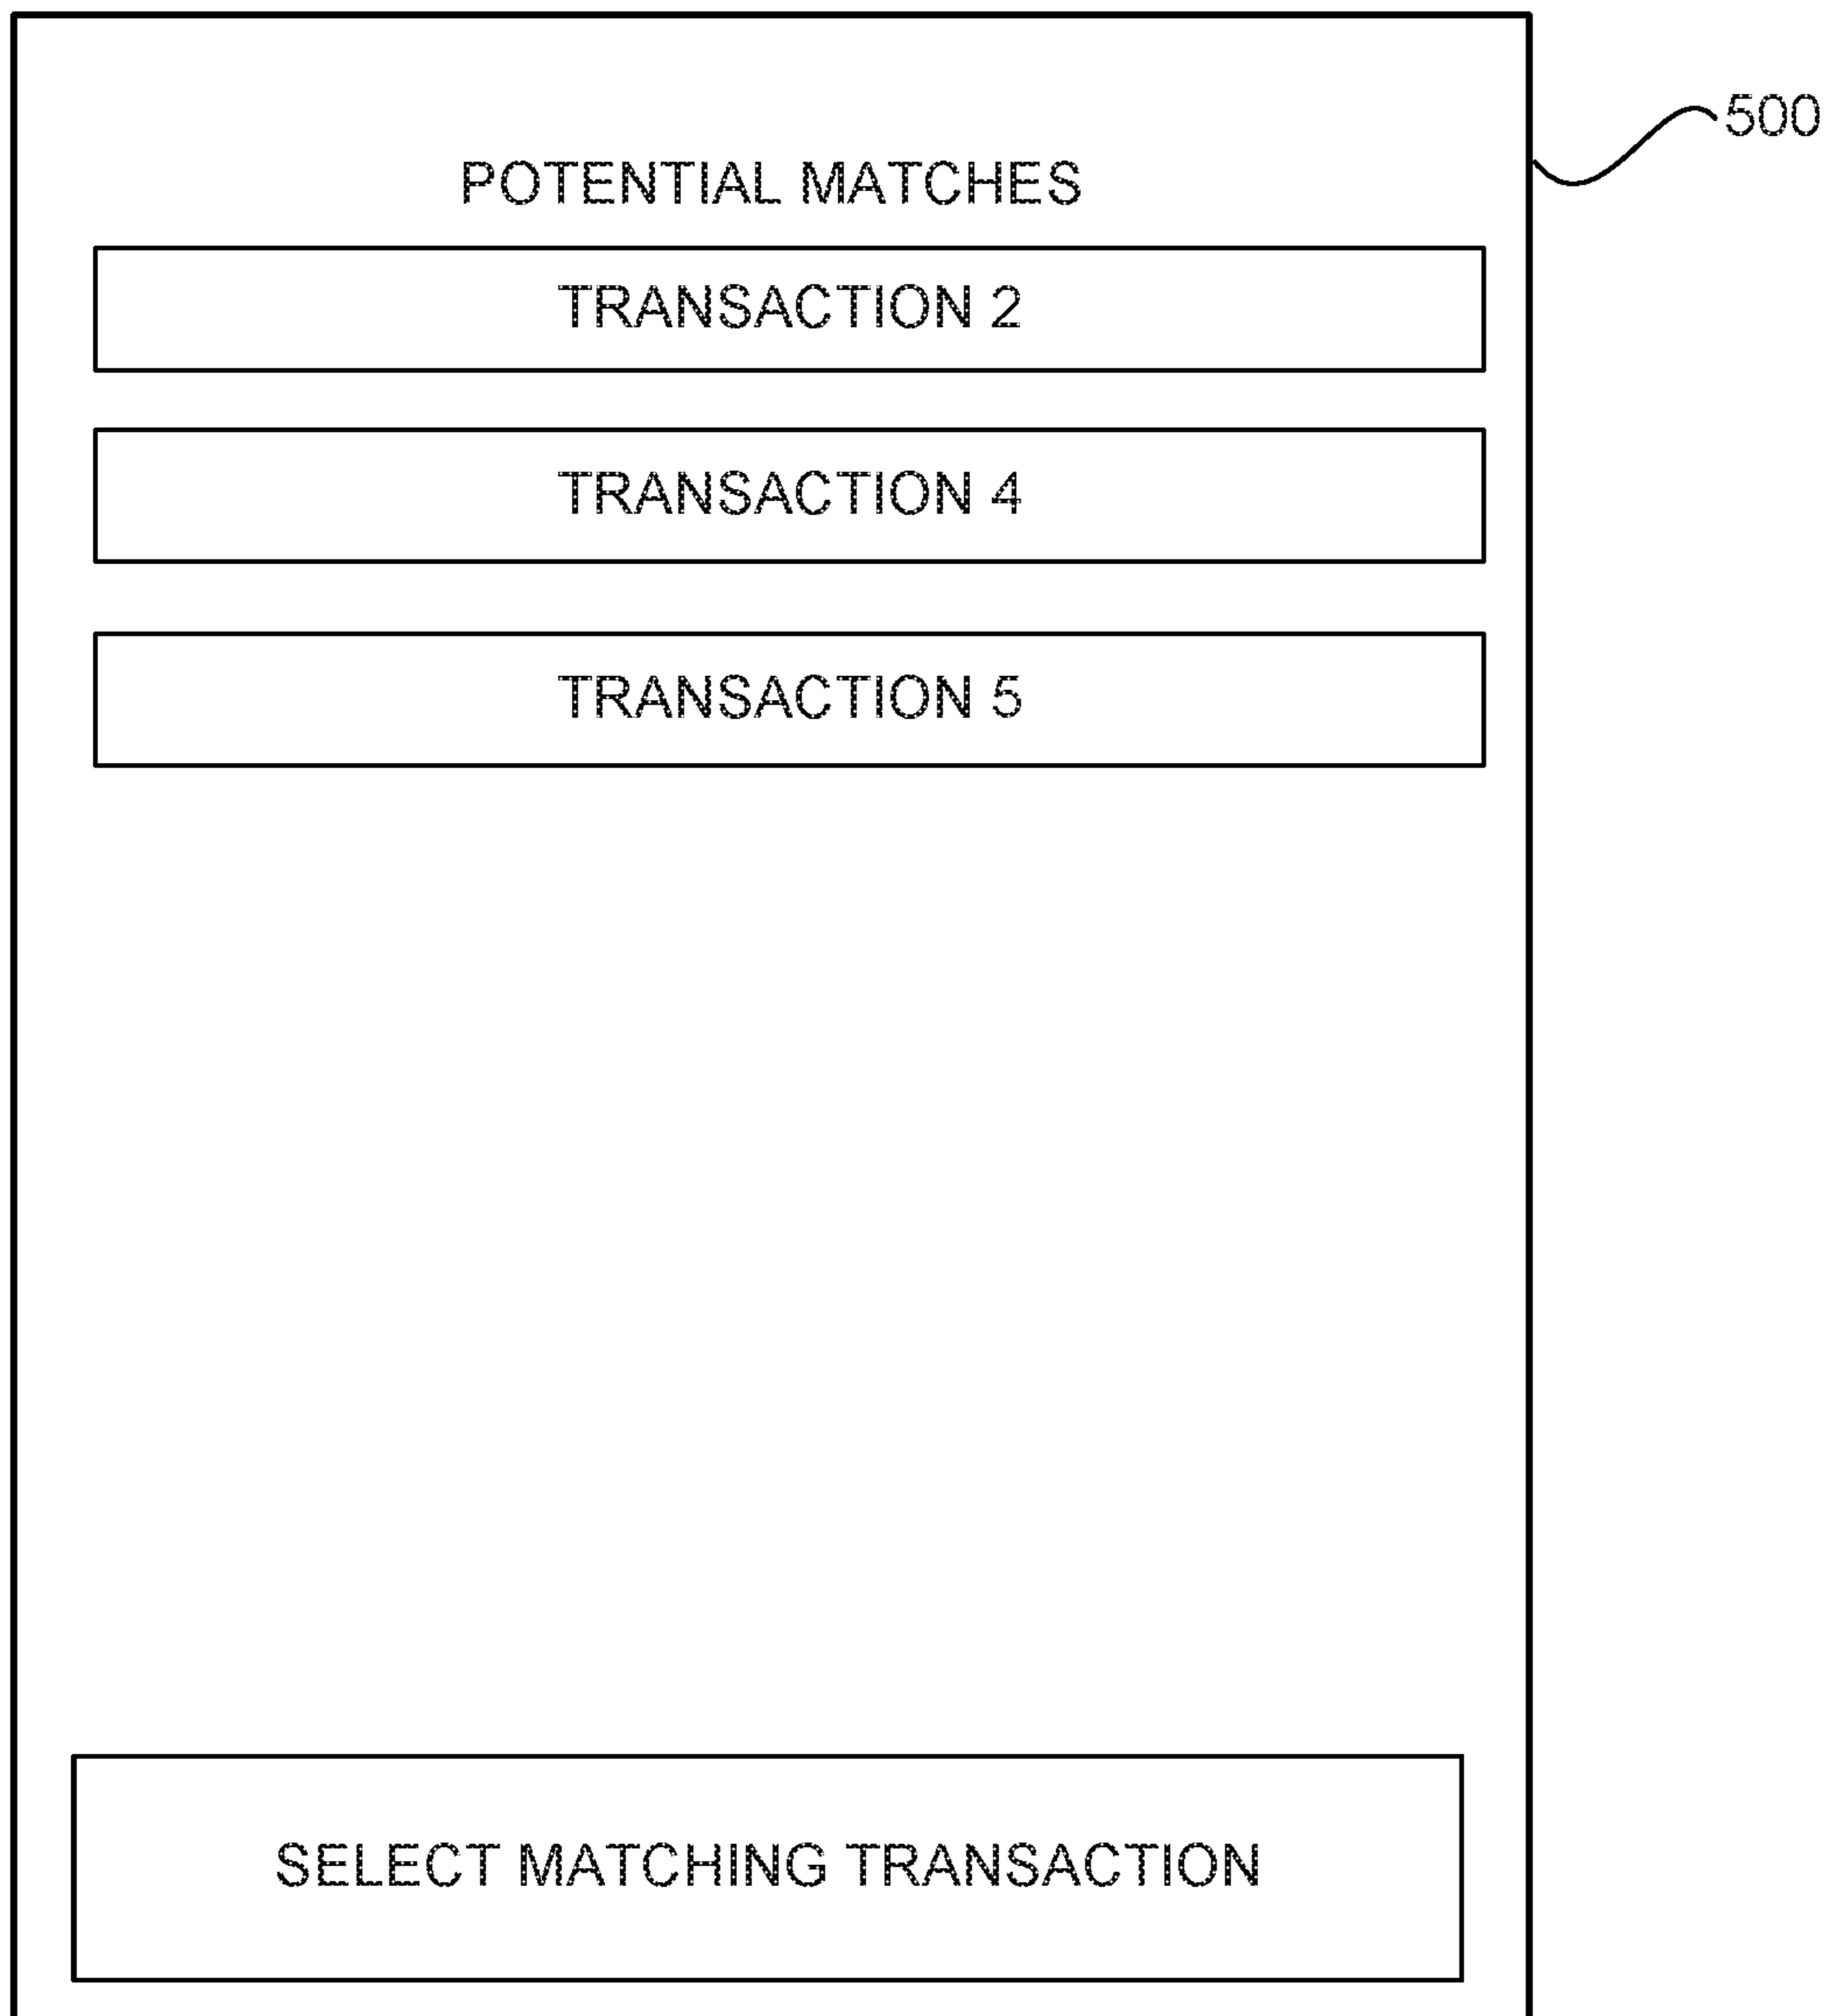 500
POTENTIAL MATCHES
TRANSACTION 2
TRANSACTION 4
TRANSACTION 5
SELECT MATCHING TRANSACTION